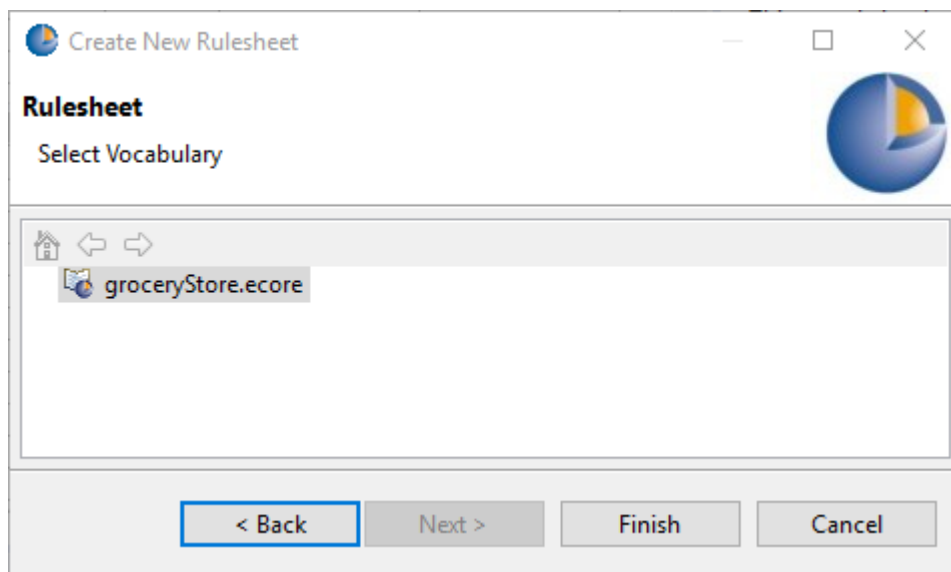 Create New Rulesheet
Rulesheet
Select Vocabulary
groceryStore.ecore
< Back Next > Finish Cancel